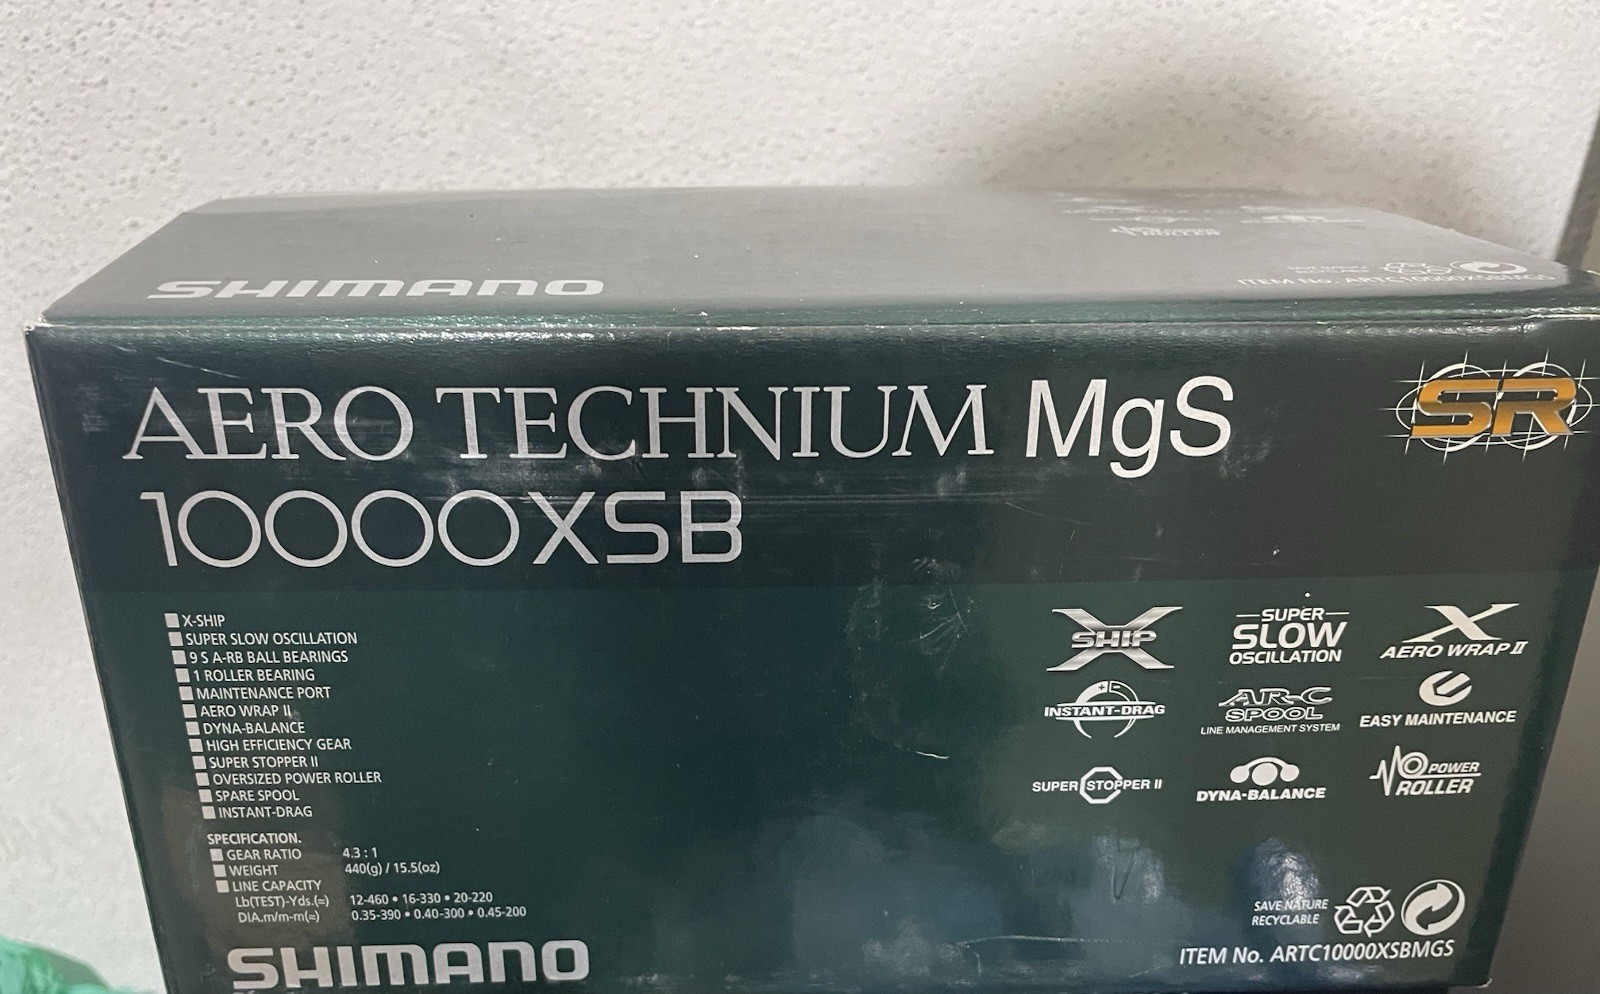 SHIMANO
ROLLER
ITEM No. ARTC10000XSBMGS
AERO TECHNIUM MgS
SR
10000XSB
X-SHIP
SUPER SLOW OSCILLATION
9 S A-RB BALL BEARINGS
1 ROLLER BEARING
MAINTENANCE PORT
AERO WRAP II
DYNA-BALANCE
HIGH EFFICIENCY GEAR
SUPER STOPPER II
OVERSIZED POWER ROLLER
SPARE SPOOL
INSTANT-DRAG
SPECIFICATION.
GEAR RATIO 4.3 : 1
WEIGHT 440(g) / 15.5(oz)
LINE CAPACITY
Lb(TEST)-Yds.(≈) 12-460 • 16-330 • 20-220
DIA.m/m-m(≈) 0.35-390 • 0.40-300 • 0.45-200
SHIMANO
X SHIP
SUPER
SLOW
OSCILLATION
X
AERO WRAP II
+ -
INSTANT-DRAG
AR-C
SPOOL
LINE MANAGEMENT SYSTEM
EASY MAINTENANCE
SUPER STOPPER II
DYNA-BALANCE
POWER
ROLLER
SAVE NATURE
RECYCLABLE
ITEM No. ARTC10000XSBMGS